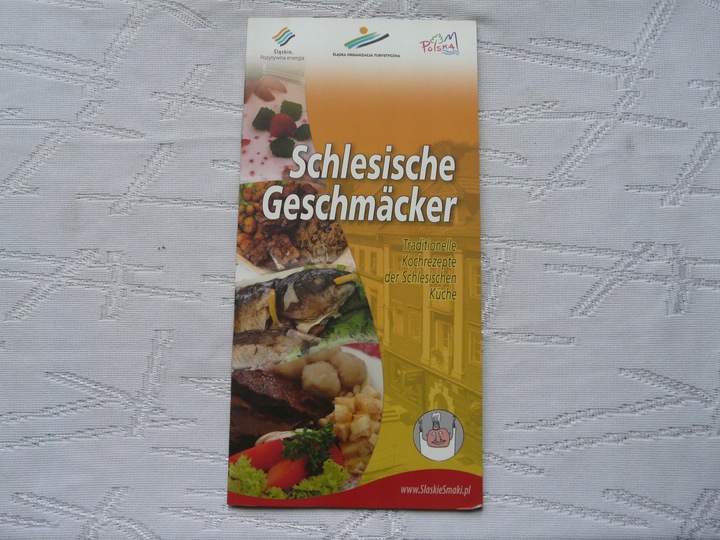 Śląskie.
Pozytywna energia
ŚLĄSKA ORGANIZACJA TURYSTYCZNA
PolskA
Schlesische
Geschmäcker
Traditionelle
Kochrezepte
der Schlesischen
Küche
www.SlaskieSmaki.pl